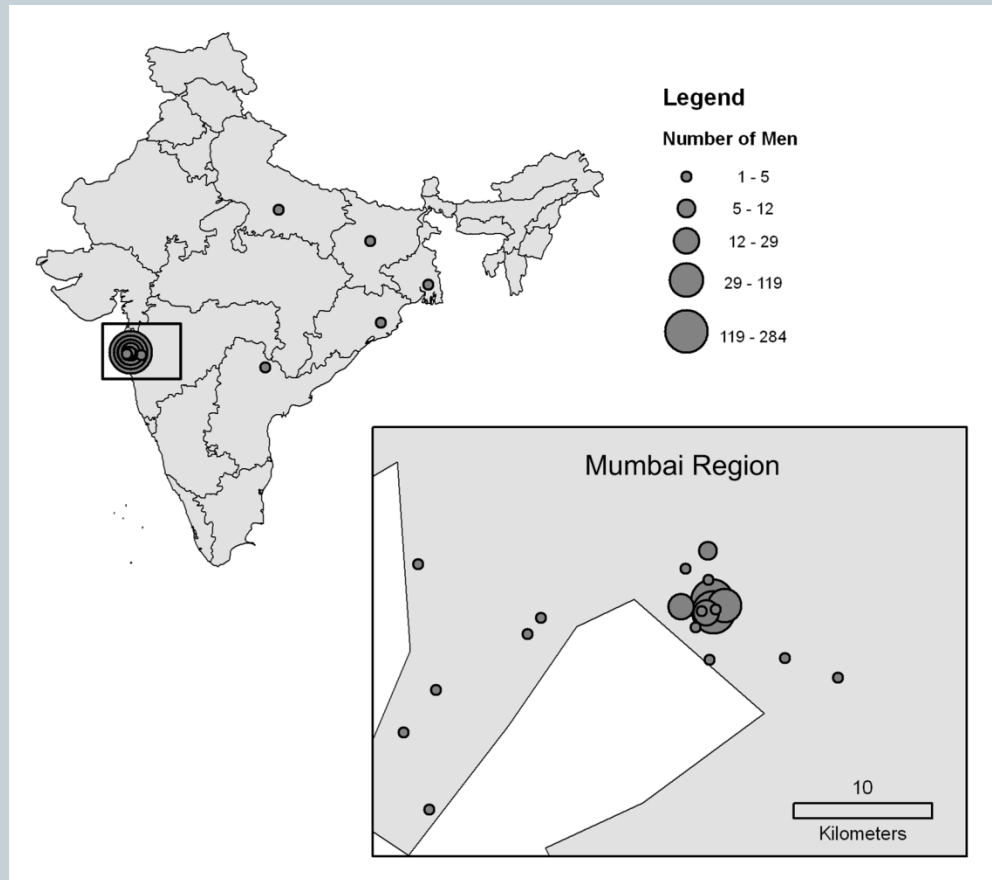 Legend
Number of Men
1 - 5
5 - 12
12 - 29
29 - 119
119 - 284
Mumbai Region
10
Kilometers